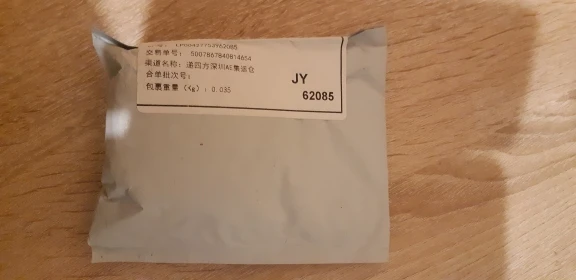 交易单号: 5007867840814604
渠道名称: 递四方深圳AE集运仓
合单批次号:
包裹重量 (Kg) : 0.035
JY
62085